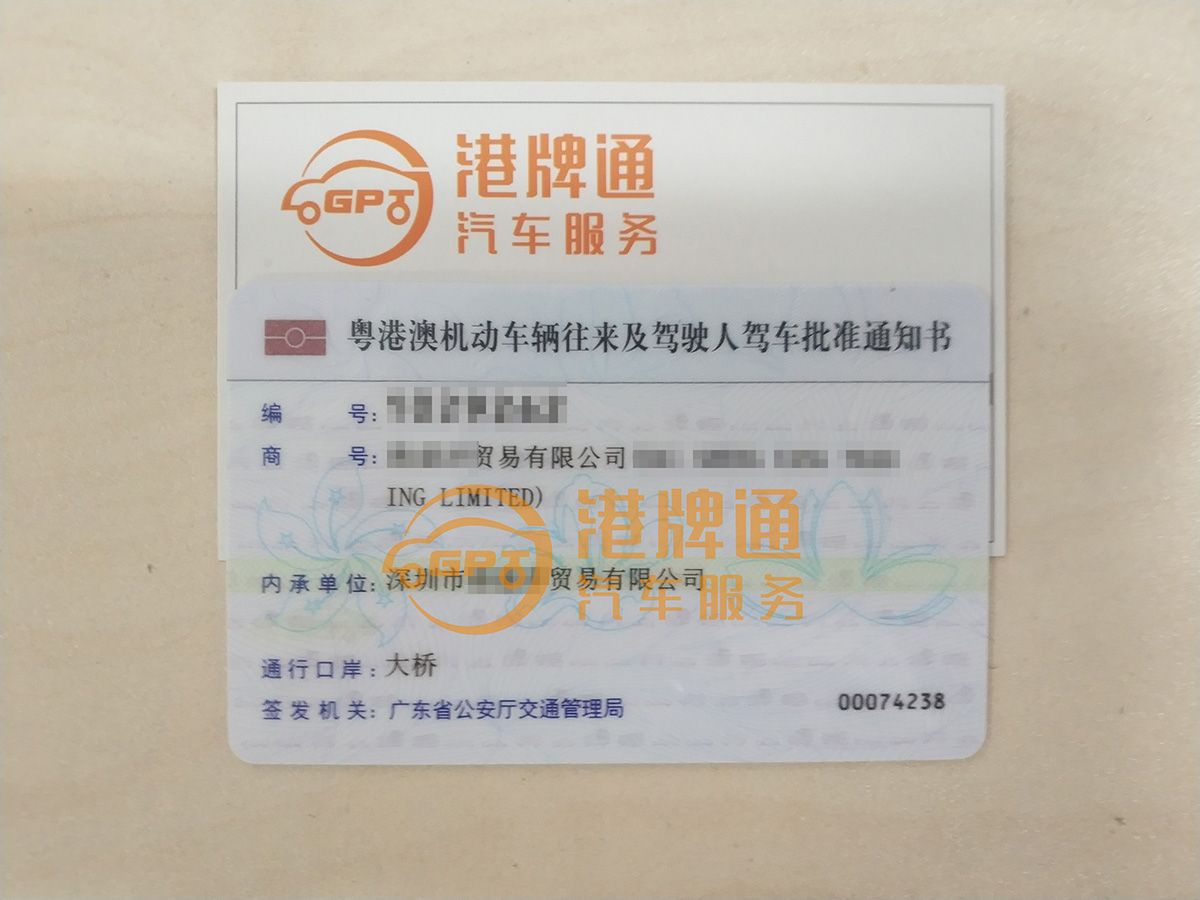 GPT
港牌通
汽车服务
粤港澳机动车辆往来及驾驶人驾车批准通知书
编号:
商号: 贸易有限公司
ING LIMITED)
GPT
港牌通
汽车服务
内承单位: 深圳市 贸易有限公司
通行口岸: 大桥
签发机关: 广东省公安厅交通管理局
00074238